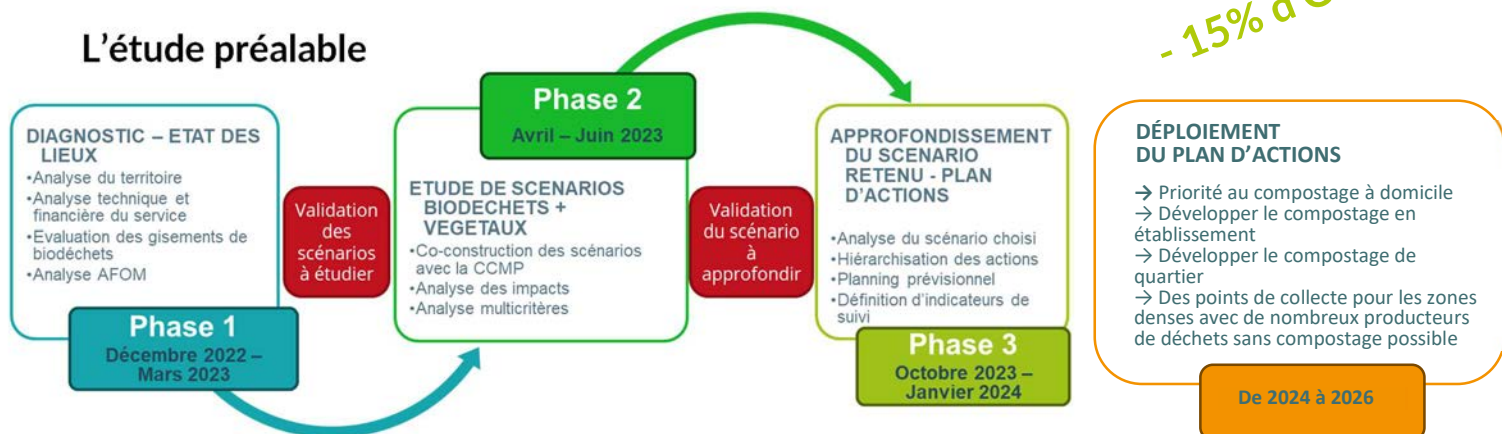 L'étude préalable
- 15% d'
DIAGNOSTIC – ETAT DES
LIEUX
•Analyse du territoire
•Analyse technique et
financière du service
•Evaluation des gisements de
biodéchets
•Analyse AFOM
Phase 1
Décembre 2022 –
Mars 2023
Validation
des
scénarios
à étudier
Phase 2
Avril – Juin 2023
ETUDE DE SCENARIOS
BIODECHETS +
VEGETAUX
•Co-construction des scénarios
avec la CCMP
•Analyse des impacts
•Analyse multicritères
Validation
du scénario
à
approfondir
APPROFONDISSEMENT
DU SCENARIO
RETENU - PLAN
D'ACTIONS
•Analyse du scénario choisi
•Hiérarchisation des actions
•Planning prévisionnel
•Définition d'indicateurs de
suivi
Phase 3
Octobre 2023 –
Janvier 2024
DÉPLOIEMENT
DU PLAN D'ACTIONS
→ Priorité au compostage à domicile
→ Développer le compostage en
établissement
→ Développer le compostage de
quartier
→ Des points de collecte pour les zones
denses avec de nombreux producteurs
de déchets sans compostage possible
De 2024 à 2026